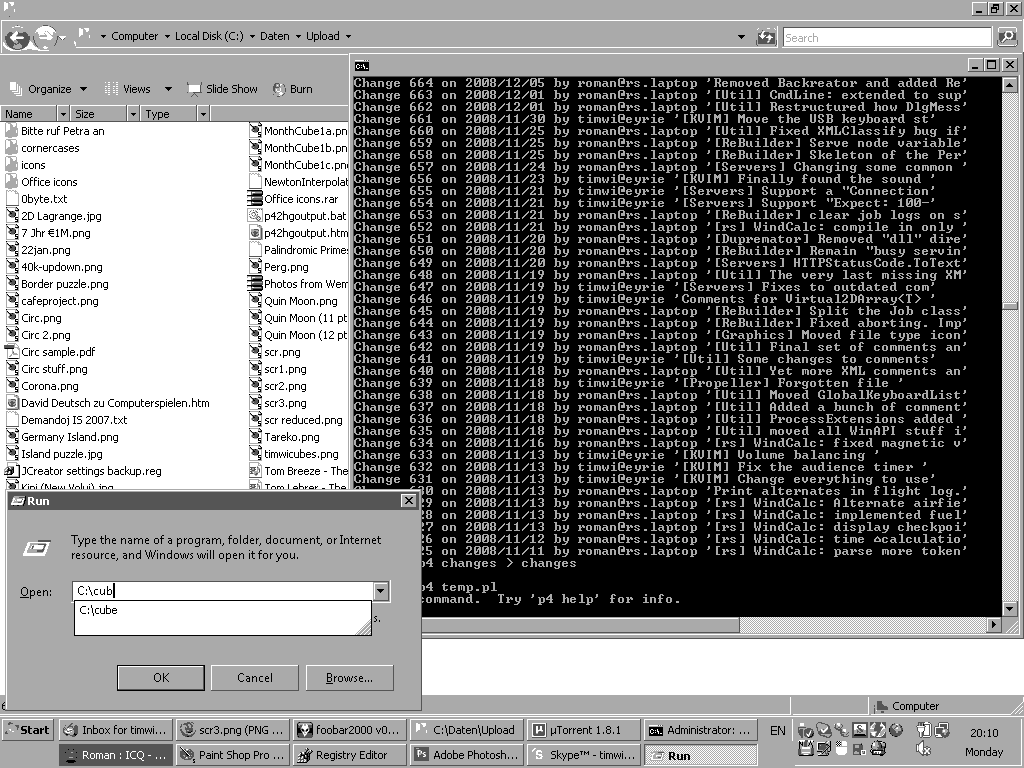 Computer Local Disk (C:) Daten Upload Search
Organize Views Slide Show Burn
Name Size Type
Bitte ruf Petra an
cornercases
icons
Office icons
0byte.txt
2D Lagrange.jpg
7 Jhr €1M.png
22jan.png
40k-updown.png
Border puzzle.png
cafeproject.png
Circ.png
Circ 2.png
Circ sample.pdf
Circ stuff.png
Corona.png
David Deutsch zu Computerspielen.htm
Demandoj IS 2007.txt
Germany Island.png
Island puzzle.jpg
JCreator settings backup.reg
Kipi (New Volui).jpg
MonthCube1a.pn
MonthCube1b.pn
MonthCube1c.pn
NewtonInterpolat
Office icons.rar
p42hgoutput.bat
p42hgoutput.htm
Palindromic Prime
Perg.png
Photos from Wem
Quin Moon.png
Quin Moon (11 pt
Quin Moon (12 pt
scr.png
scr1.png
scr2.png
scr3.png
scr reduced.png
Tareko.png
timwicubes.png
Tom Breeze - The
Tom Lehrer - The
C:\.
Change 664 on 2008/12/05 by roman@rs.laptop 'Removed Backreator and added Re'
Change 663 on 2008/12/01 by roman@rs.laptop '[Util] CmdLine: extended to sup'
Change 662 on 2008/12/01 by roman@rs.laptop '[Util] Restructured how DlgMess'
Change 661 on 2008/11/30 by timwi@eyrie '[KVIM] Move the USB keyboard st'
Change 660 on 2008/11/25 by roman@rs.laptop '[Util] Fixed XMLClassify bug if'
Change 659 on 2008/11/25 by roman@rs.laptop '[ReBuilder] Serve node variable'
Change 658 on 2008/11/25 by roman@rs.laptop '[ReBuilder] Skeleton of the Per'
Change 657 on 2008/11/24 by roman@rs.laptop '[Servers] Changing some common '
Change 656 on 2008/11/23 by timwi@eyrie '[KVIM] Finally found the sound '
Change 655 on 2008/11/21 by timwi@eyrie '[Servers] Support a "Connection'
Change 654 on 2008/11/21 by timwi@eyrie '[Servers] Support "Expect: 100-'
Change 653 on 2008/11/21 by roman@rs.laptop '[ReBuilder] clear job logs on s'
Change 652 on 2008/11/21 by roman@rs.laptop '[rs] WindCalc: compile in only '
Change 651 on 2008/11/20 by roman@rs.laptop '[Dupremator] Removed "dll" dire'
Change 650 on 2008/11/20 by roman@rs.laptop '[ReBuilder] Remain "busy servin'
Change 649 on 2008/11/20 by roman@rs.laptop '[Servers] HTTPStatusCode.ToText'
Change 648 on 2008/11/19 by roman@rs.laptop '[Util] The very last missing XM'
Change 647 on 2008/11/19 by timwi@eyrie '[Servers] Fixes to outdated com'
Change 646 on 2008/11/19 by timwi@eyrie 'Comments for Virtual2DArray<T> '
Change 645 on 2008/11/19 by roman@rs.laptop '[ReBuilder] Split the Job class'
Change 644 on 2008/11/19 by roman@rs.laptop '[ReBuilder] Fixed aborting. Imp'
Change 643 on 2008/11/19 by roman@rs.laptop '[Graphics] Moved file type icon'
Change 642 on 2008/11/19 by roman@rs.laptop '[Util] Final set of comments an'
Change 641 on 2008/11/19 by timwi@eyrie '[Util] Some changes to comments'
Change 640 on 2008/11/18 by roman@rs.laptop '[Util] Yet more XML comments an'
Change 639 on 2008/11/18 by timwi@eyrie '[Propeller] Forgotten file '
Change 638 on 2008/11/18 by roman@rs.laptop '[Util] Moved GlobalKeyboardList'
Change 637 on 2008/11/18 by roman@rs.laptop '[Util] Added a bunch of comment'
Change 636 on 2008/11/18 by roman@rs.laptop '[Util] ProcessExtensions added '
Change 635 on 2008/11/18 by roman@rs.laptop '[Util] moved all WinAPI stuff i'
Change 634 on 2008/11/16 by roman@rs.laptop '[rs] WindCalc: fixed magnetic v'
Change 633 on 2008/11/13 by timwi@eyrie '[KVIM] Volume balancing '
Change 632 on 2008/11/13 by timwi@eyrie '[KVIM] Fix the audience timer '
Change 631 on 2008/11/13 by timwi@eyrie '[KVIM] Change everything to use'
30 on 2008/11/13 by roman@rs.laptop 'Print alternates in flight log.'
29 on 2008/11/13 by roman@rs.laptop '[rs] WindCalc: Alternate airfie'
28 on 2008/11/13 by roman@rs.laptop '[rs] WindCalc: implemented fuel'
27 on 2008/11/13 by roman@rs.laptop '[rs] WindCalc: display checkpoi'
26 on 2008/11/12 by roman@rs.laptop '[rs] WindCalc: time calculatio'
25 on 2008/11/11 by roman@rs.laptop '[rs] WindCalc: parse more token'
p4 changes > changes
p4 temp.pl
command. Try 'p4 help' for info.
Run
Type the name of a program, folder, document, or Internet
resource, and Windows will open it for you.
Open: C:\cub
C:\cube
s.
OK Cancel Browse...
Computer
Start Inbox for timwi... scr3.png (PNG ... foobar2000 v0... C:\Daten\Upload µTorrent 1.8.1 Administrator: ... EN 20:10
Roman : ICQ - ... Paint Shop Pro ... Registry Editor Adobe Photosh... Skype™ - timwi... Run Monday